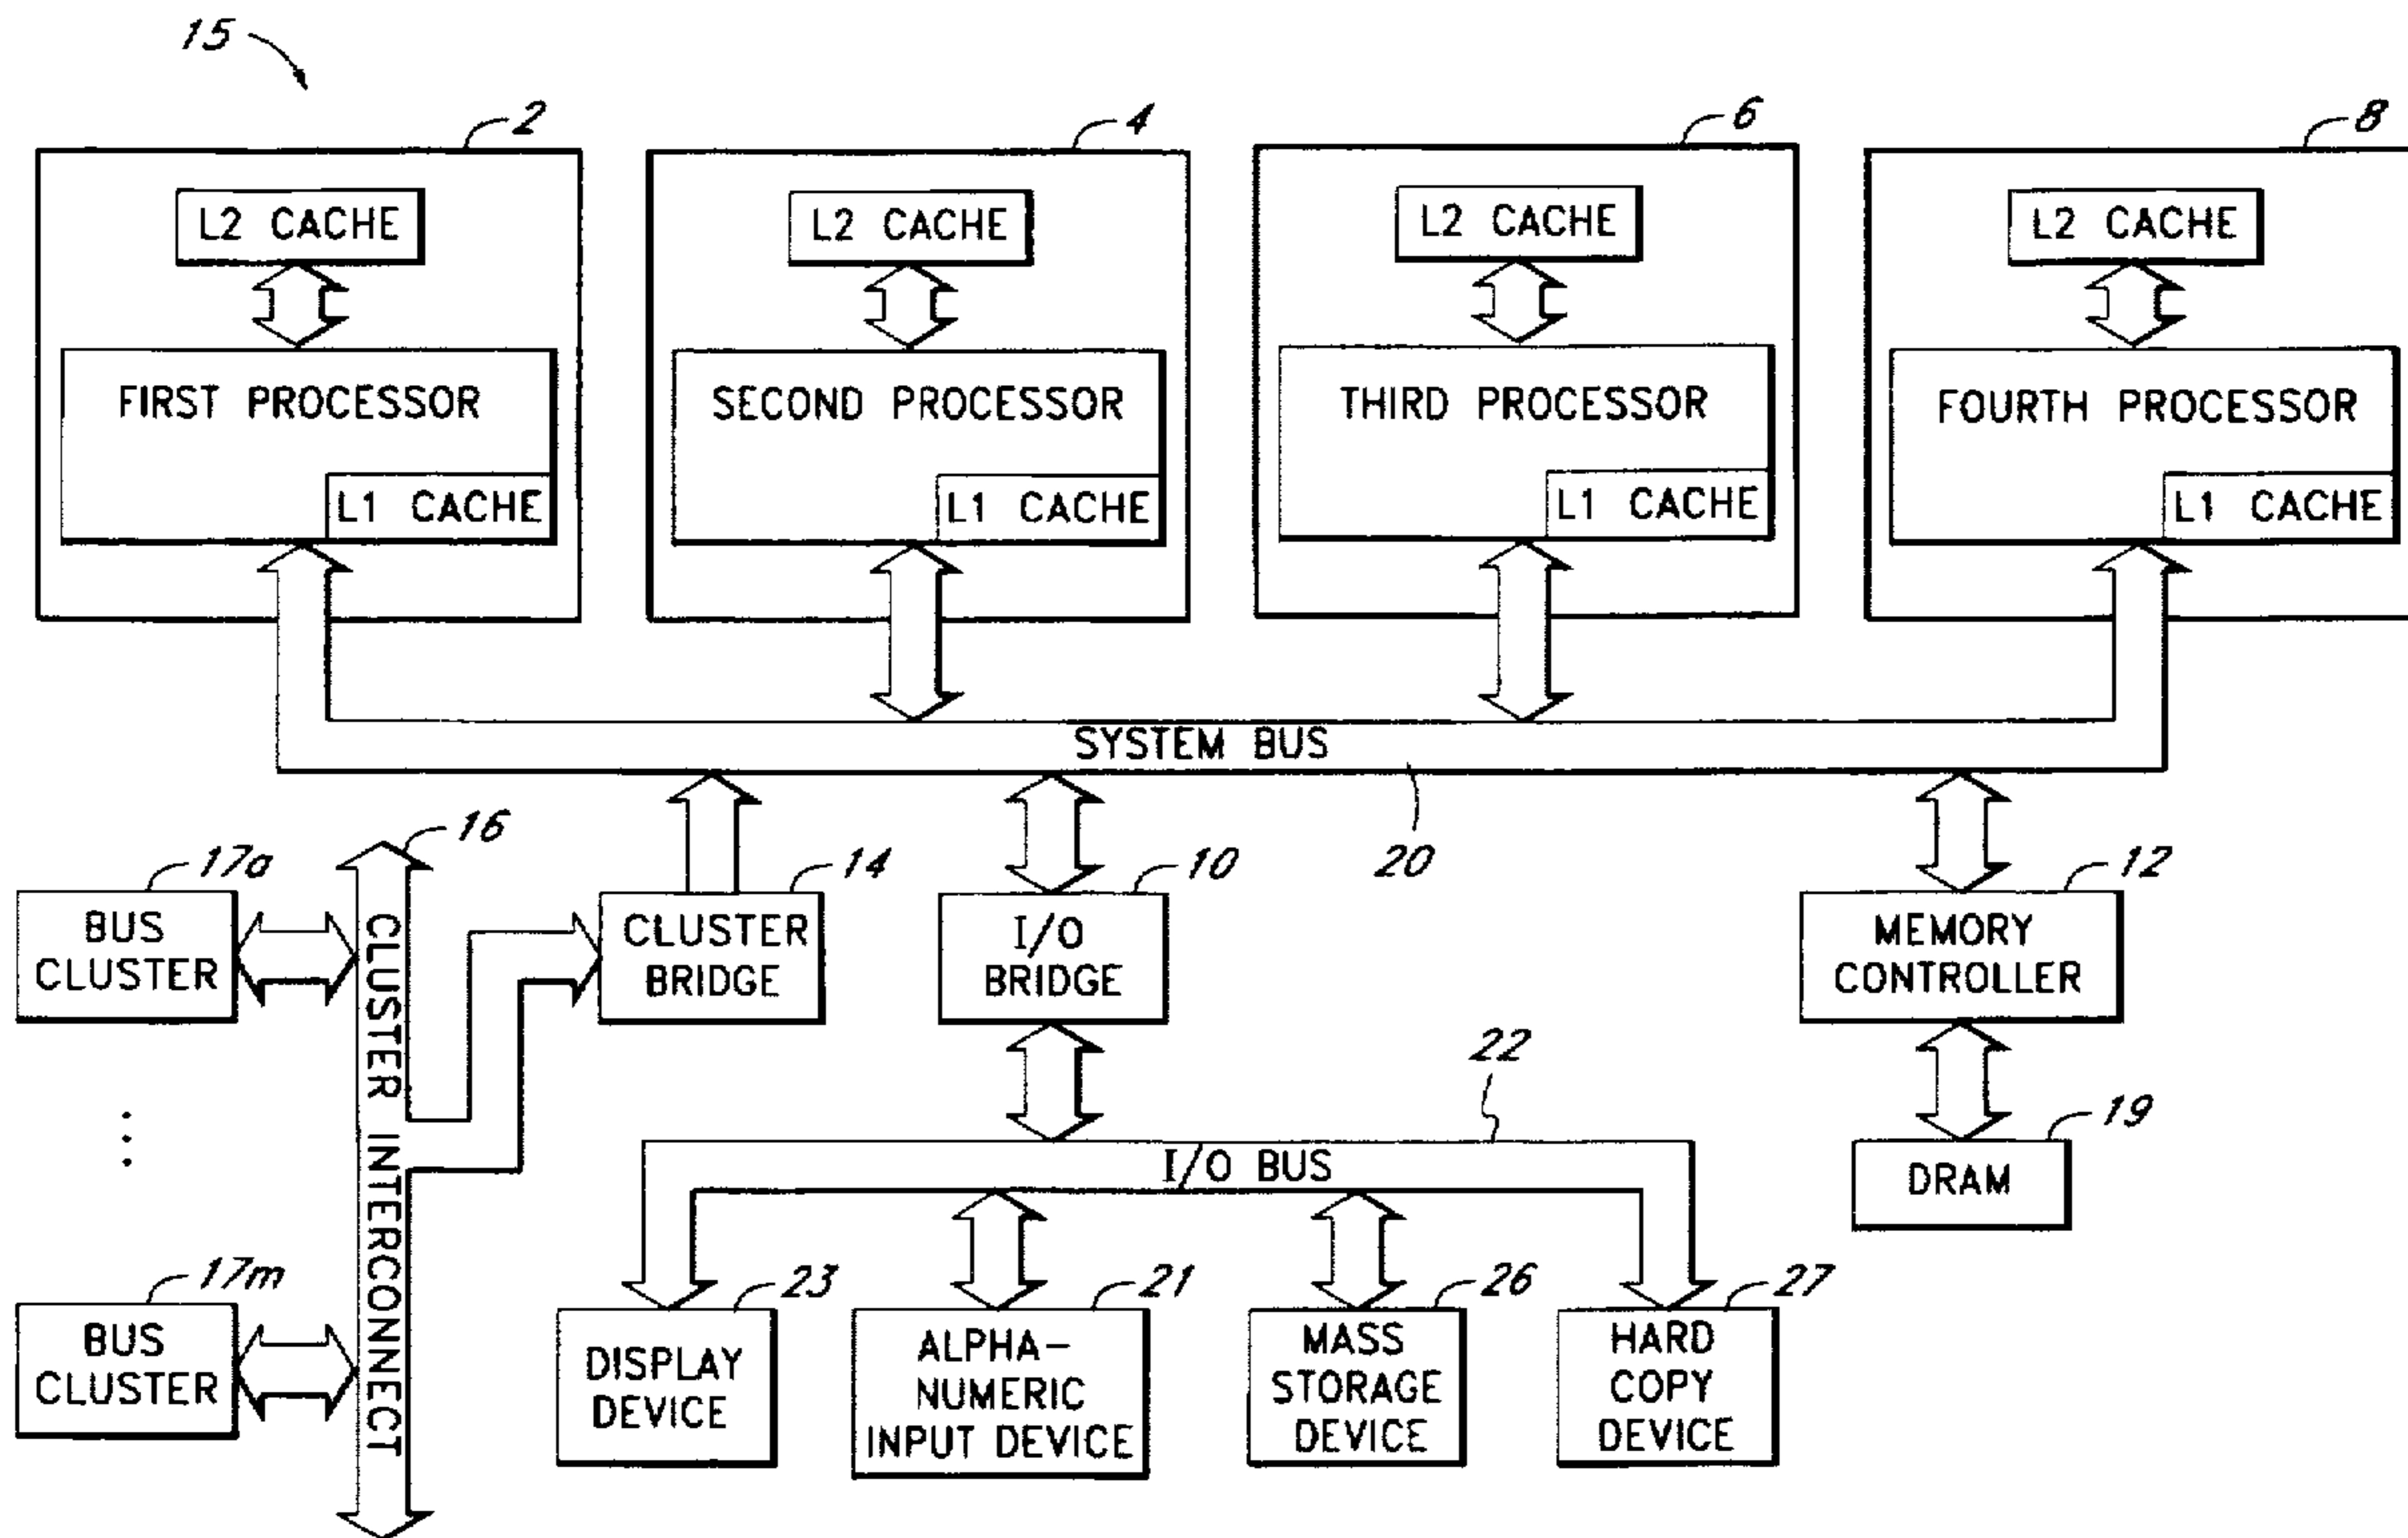 15
2
4
6
8
L2 CACHE
L2 CACHE
L2 CACHE
L2 CACHE
FIRST PROCESSOR
SECOND PROCESSOR
THIRD PROCESSOR
FOURTH PROCESSOR
L1 CACHE
L1 CACHE
L1 CACHE
L1 CACHE
SYSTEM BUS
20
16
17a
14
10
12
BUS
CLUSTER
CLUSTER
BRIDGE
I/O
BRIDGE
MEMORY
CONTROLLER
CLUSTER INTERCONNECT
22
19
I/O BUS
DRAM
17m
23
21
26
27
BUS
CLUSTER
DISPLAY
DEVICE
ALPHA-
NUMERIC
INPUT DEVICE
MASS
STORAGE
DEVICE
HARD
COPY
DEVICE